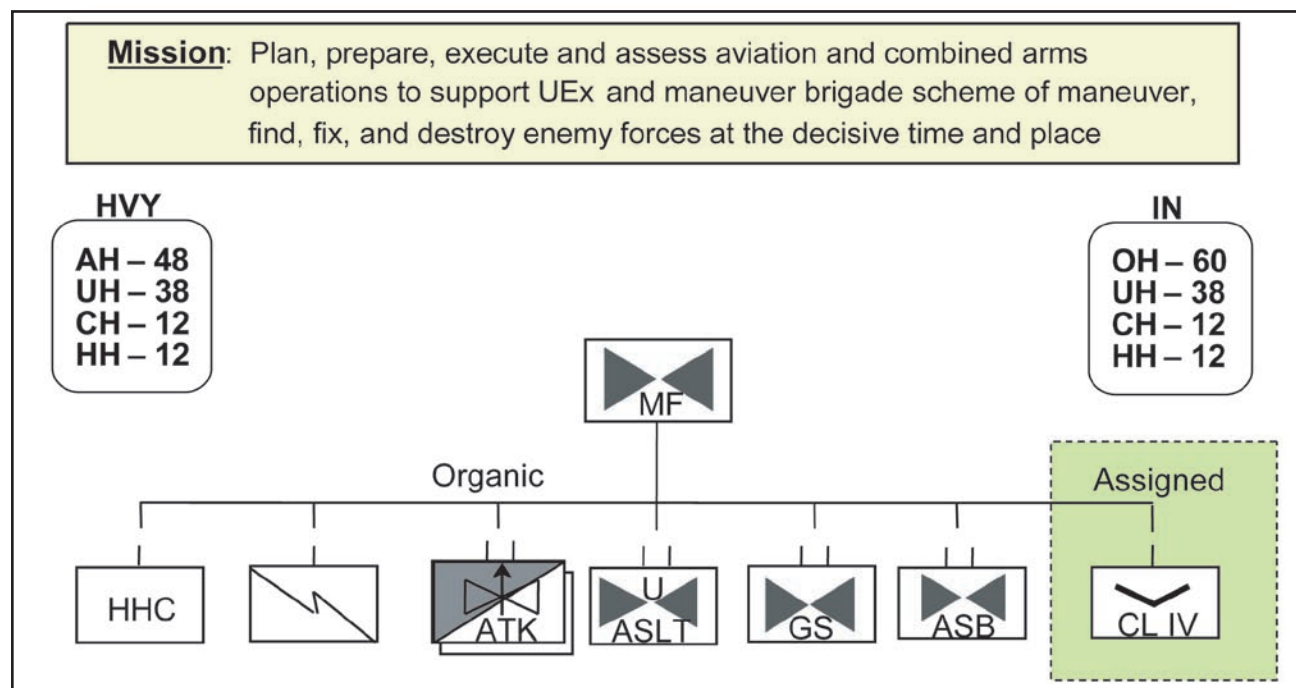 Mission: Plan, prepare, execute and assess aviation and combined arms
operations to support UEx and maneuver brigade scheme of maneuver,
find, fix, and destroy enemy forces at the decisive time and place
HVY
AH – 48
UH – 38
CH – 12
HH – 12
IN
OH – 60
UH – 38
CH – 12
HH – 12
MF
Organic
Assigned
HHC
ATK
U
ASLT
GS
ASB
CL IV